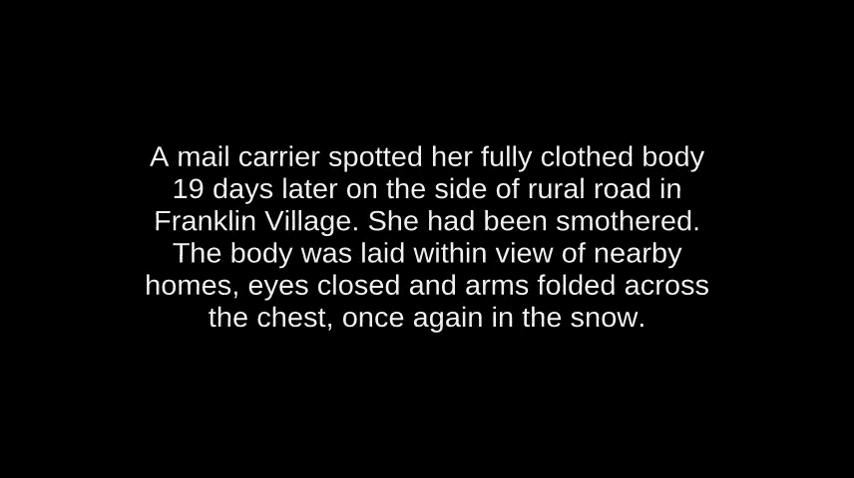 A mail carrier spotted her fully clothed body
19 days later on the side of rural road in
Franklin Village. She had been smothered.
The body was laid within view of nearby
homes, eyes closed and arms folded across
the chest, once again in the snow.